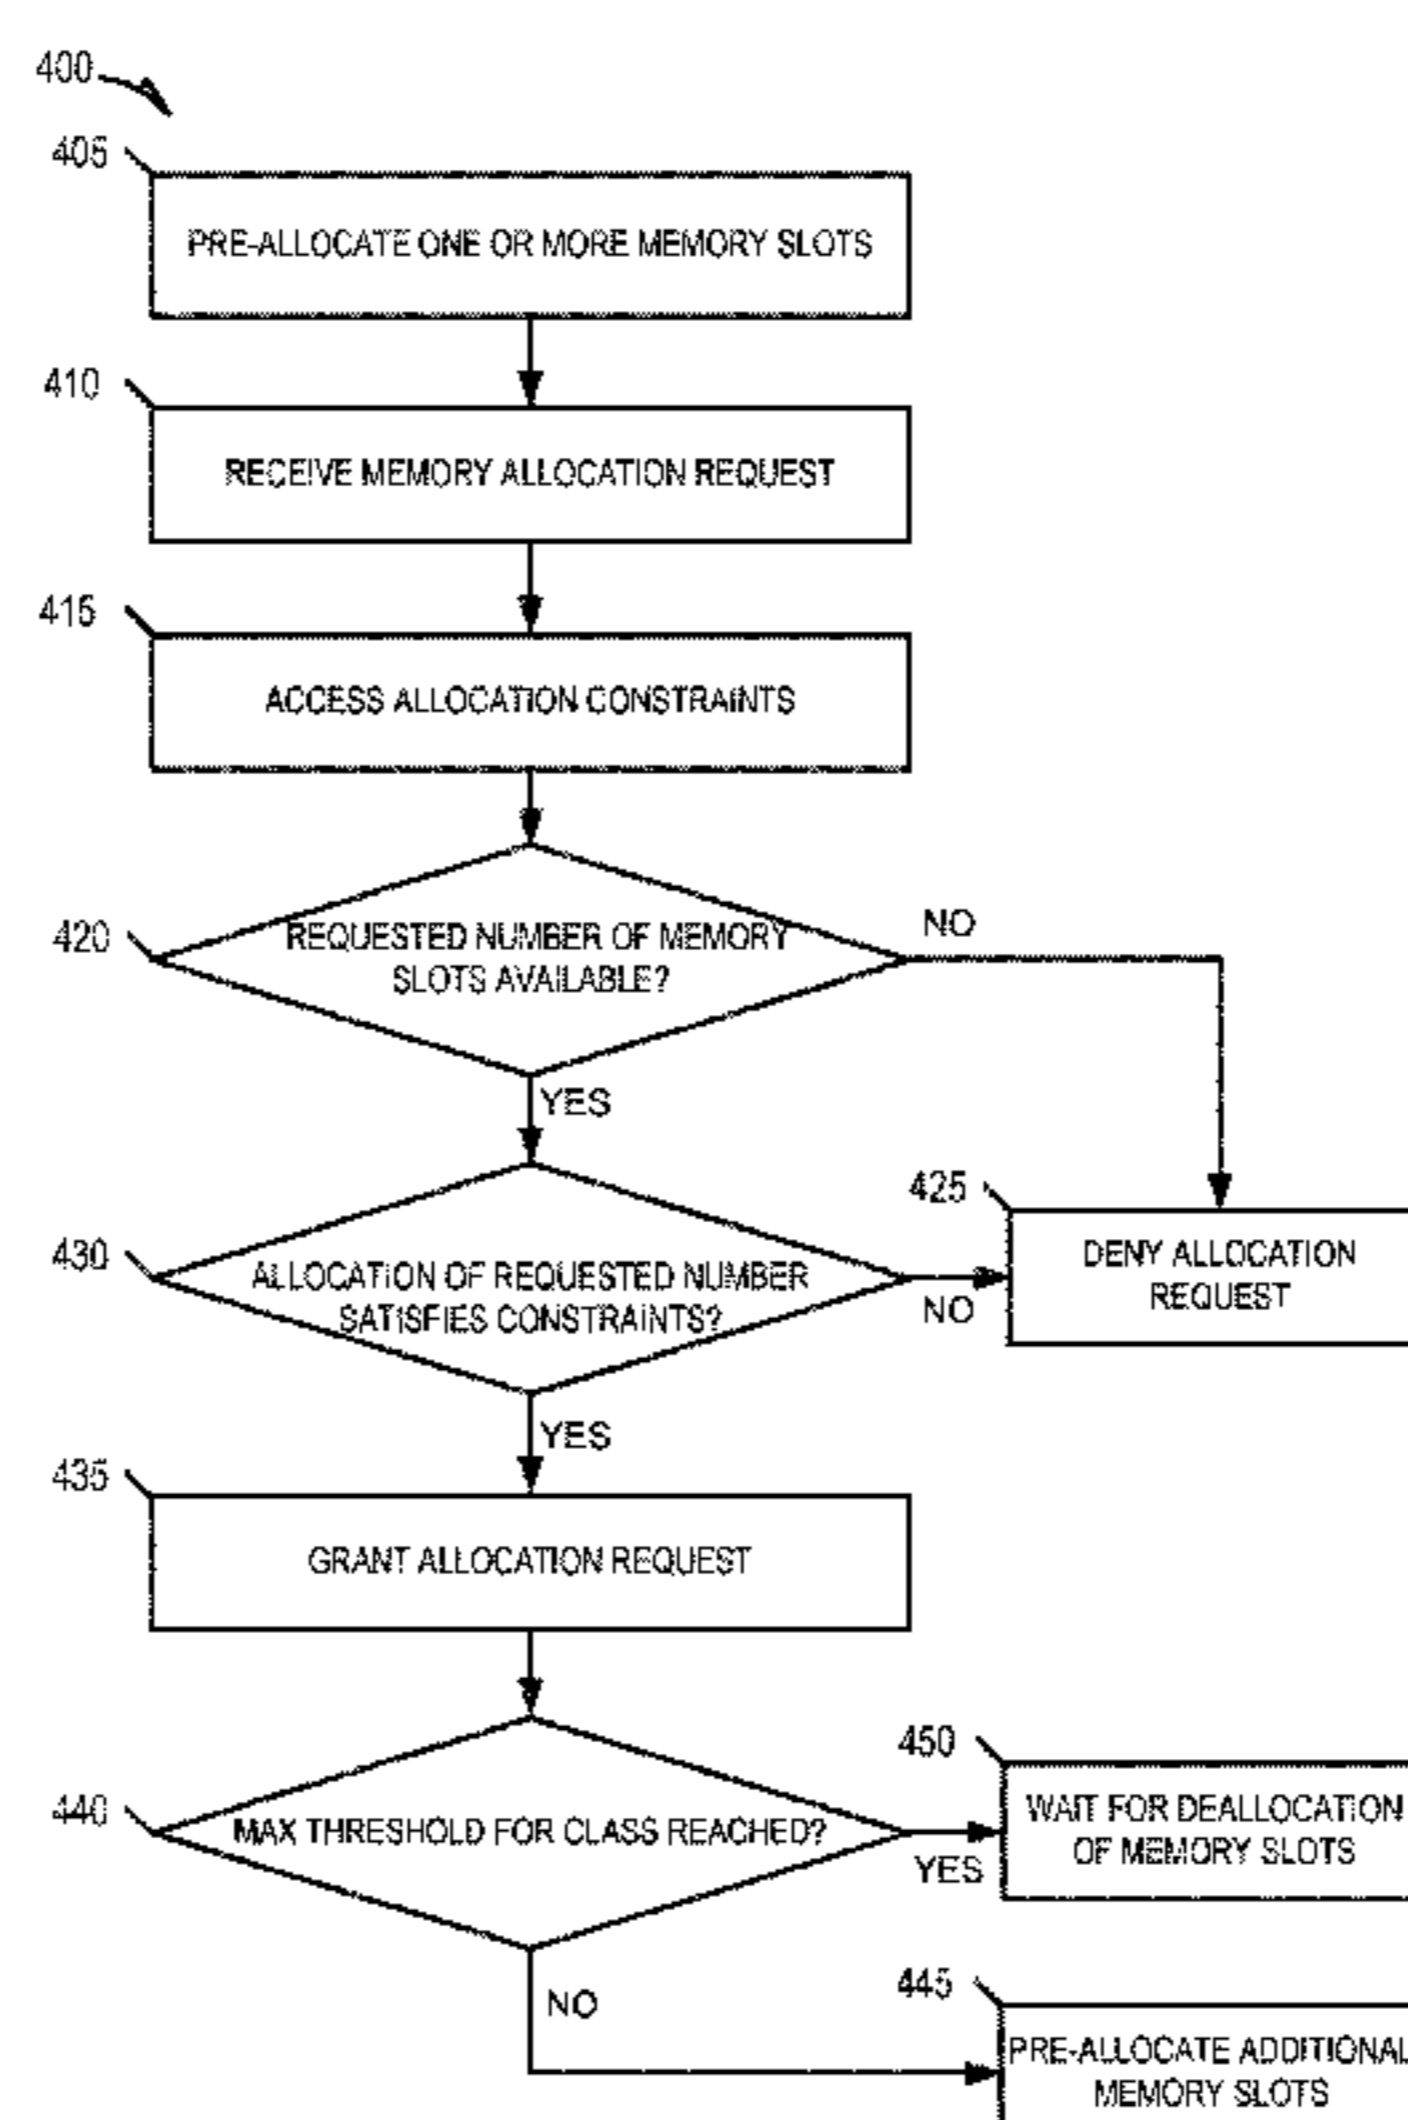 400
405
PRE-ALLOCATE ONE OR MORE MEMORY SLOTS
410
RECEIVE MEMORY ALLOCATION REQUEST
415
ACCESS ALLOCATION CONSTRAINTS
420
REQUESTED NUMBER OF MEMORY
SLOTS AVAILABLE?
NO
YES
425
DENY ALLOCATION
REQUEST
430
ALLOCATION OF REQUESTED NUMBER
SATISFIES CONSTRAINTS?
NO
YES
435
GRANT ALLOCATION REQUEST
440
MAX THRESHOLD FOR CLASS REACHED?
YES
450
WAIT FOR DEALLOCATION
OF MEMORY SLOTS
NO
445
PRE-ALLOCATE ADDITIONAL
MEMORY SLOTS